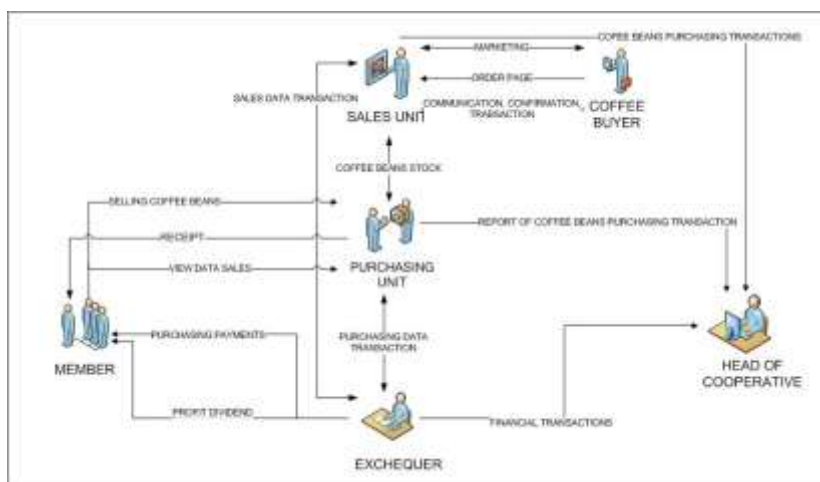 COFEE BEANS PURCHASING TRANSACTIONS
MARKETING
ORDER PAGE
SALES DATA TRANSACTION
COMMUNICATION, CONFIRMATION,
TRABSACTION
SALES UNIT
COFFEE
BUYER
COFFEE BEANS STOCK
SELLING COFFEE BEANS
RECEIPT
REPORT OF COFFEE BEANS PURCHASING TRANSACTION
PURCHASING
UNIT
VIEW DATA SALES
PURCHASING PAYMENTS
PURCHASING DATA
TRANSACTION
MEMBER
HEAD OF
COOPERATIVE
PROFIT DIVIDEND
FINANCIAL TRANSACTIONS
EXCHEQUER